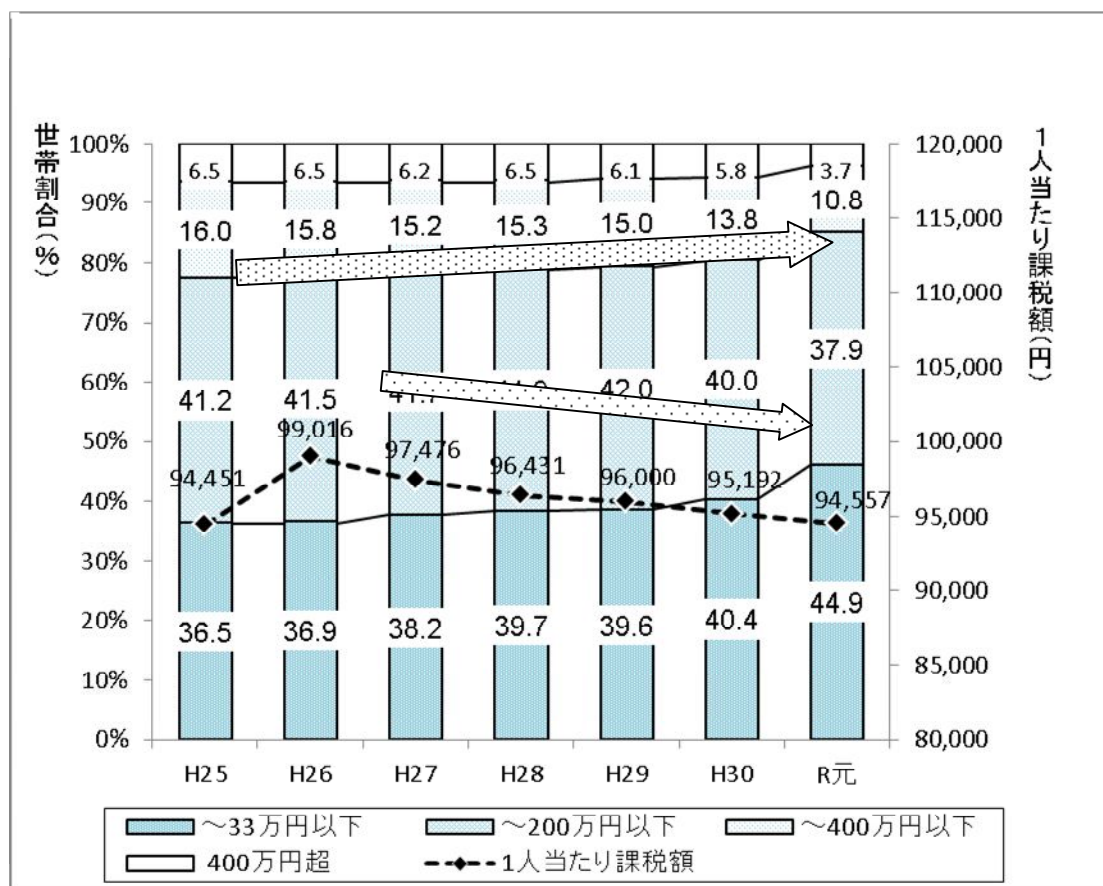 世帯割合(%)
1人当たり課税額(円)
100% 6.5 6.5 6.2 6.5 6.1 5.8 3.7 120,000
90% 16.0 15.8 15.2 15.3 15.0 13.8 10.8 115,000
80% 110,000
70% 37.9 105,000
60% 41.2 41.5 42.0 40.0
50% 100,000
94,451 99,016 97,476 96,431 96,000 95,192 94,557
40% 95,000
30% 90,000
20% 36.5 36.9 38.2 39.7 39.6 40.4 44.9
10% 85,000
0% 80,000
H25 H26 H27 H28 H29 H30 R元
~33万円以下 ~200万円以下 ~400万円以下
400万円超 1人当たり課税額